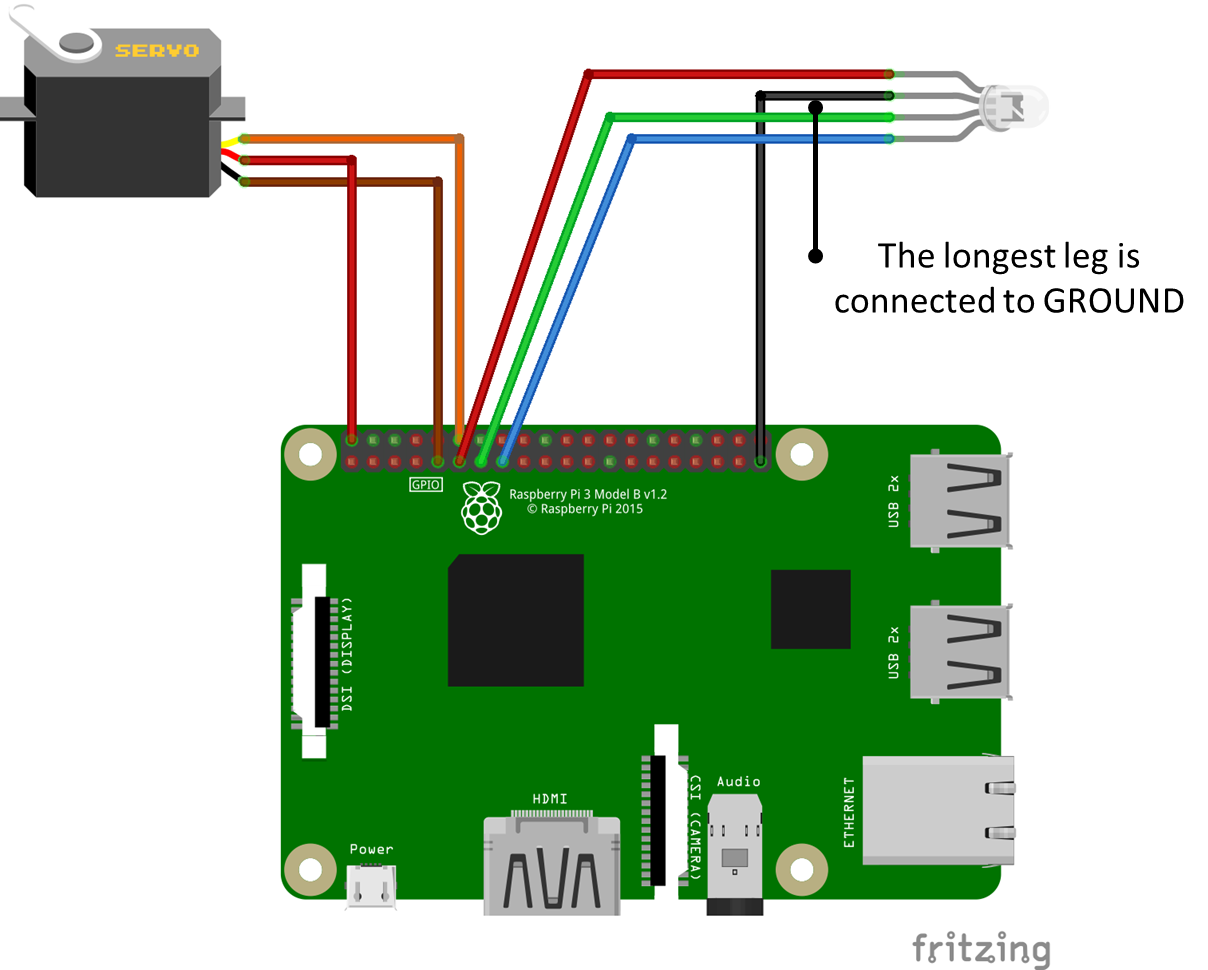 SERVO
The longest leg is
connected to GROUND
GPIO
Raspberry Pi 3 Model B v1.2
© Raspberry Pi 2015
USB 2x
DSI (DISPLAY)
USB 2x
CSI (CAMERA)
Audio
ETHERNET
HDMI
Power
fritzing